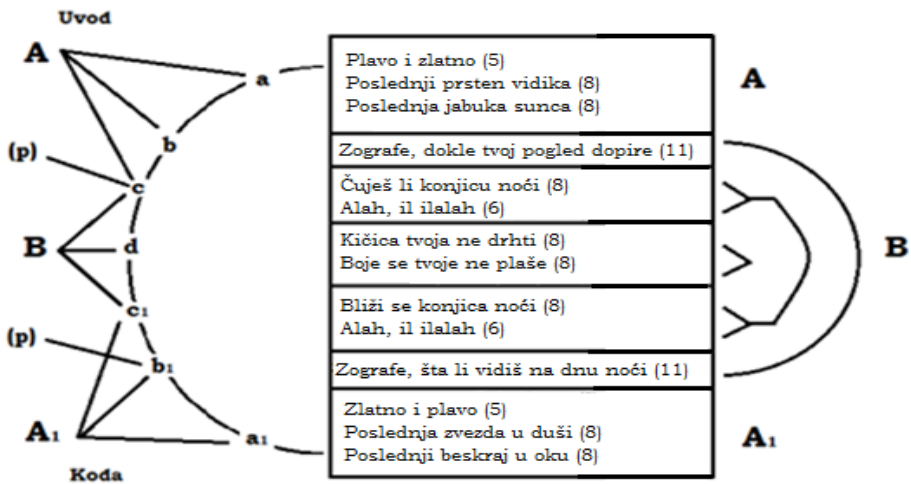 Uvod
A
a
b
(p)
c
B
d
c1
(p)
b1
A1
a1
Koda
Plavo i zlatno (5)
Poslednji prsten vidika (8)
Poslednja jabuka sunca (8)
Zografe, dokle tvoj pogled dopire (11)
Čuješ li konjicu noći (8)
Alah, il ilalah (6)
Kičica tvoja ne drhti (8)
Boje se tvoje ne plaše (8)
Bliži se konjica noći (8)
Alah, il ilalah (6)
Zografe, šta li vidiš na dnu noći (11)
Zlatno i plavo (5)
Poslednja zvezda u duši (8)
Poslednji beskraj u oku (8)
A
B
A1